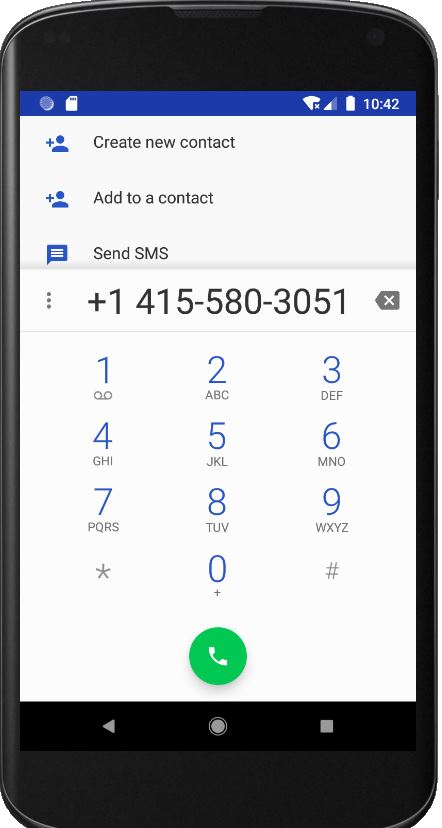 10:42
Create new contact
Add to a contact
Send SMS
+1 415-580-3051
1 2 3
ABC DEF
4 5 6
GHI JKL MNO
7 8 9
PQRS TUV WXYZ
* 0 #
+